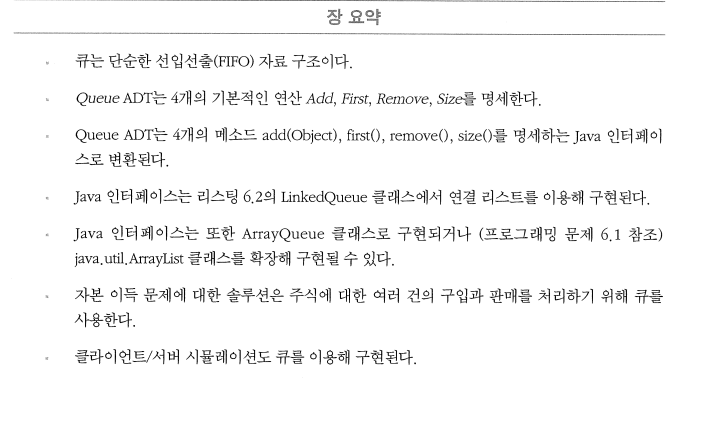 장 요약
큐는 단순한 선입선출(FIFO) 자료 구조이다.
Queue ADT는 4개의 기본적인 연산 Add, First, Remove, Size를 명세한다.
Queue ADT는 4개의 메소드 add(Object), first(), remove(), size()를 명세하는 Java 인터페이
스로 변환된다.
Java 인터페이스는 리스팅 6.2의 LinkedQueue 클래스에서 연결 리스트를 이용해 구현된다.
Java 인터페이스는 또한 ArrayQueue 클래스로 구현되거나 (프로그래밍 문제 6.1 참조)
java.util.ArrayList 클래스를 확장해 구현될 수 있다.
자본 이득 문제에 대한 솔루션은 주식에 대한 여러 건의 구입과 판매를 처리하기 위해 큐를
사용한다.
클라이언트/서버 시뮬레이션도 큐를 이용해 구현된다.